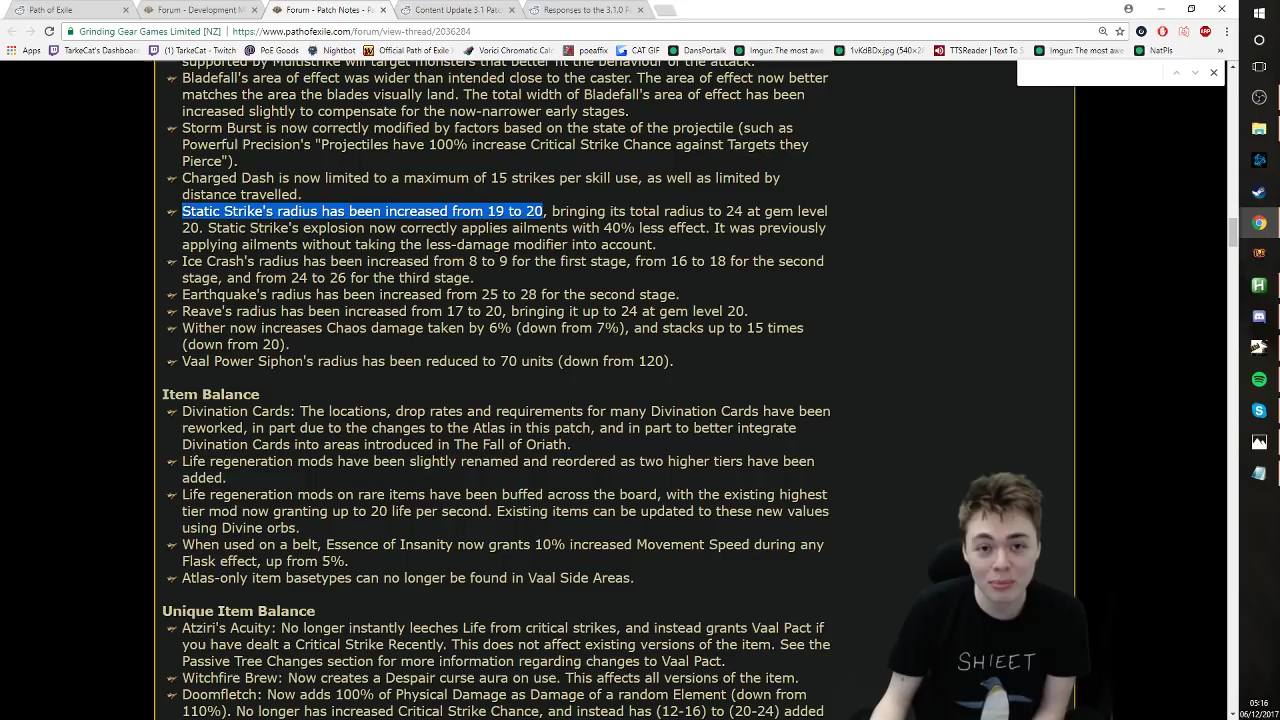 Path of Exile
Forum - Development M
Forum - Patch Notes -
Content Update 3.1 Patc
Responses to the 3.1.0 P
Grinding Gear Games Limited [NZ] https://www.pathofexile.com/forum/view-thread/2036284
Apps TarkeCat's Dashboard (1) TarkeCat - Twitch PoE Goods Nightbot Official Path of Exile Vorici Chromatic Calc poeaffix CAT GIF DansPortalk Imgur: The most awe 1vKdBDx.jpg (540×2 TTSReader | Text To S Imgur: The most awe NatPls
supported by Multistrike will target monsters that better fit the behaviour of the attack.
Bladefall's area of effect was wider than intended close to the caster. The area of effect now better
matches the area the blades visually land. The total width of Bladefall's area of effect has been
increased slightly to compensate for the now-narrower early stages.
Storm Burst is now correctly modified by factors based on the state of the projectile (such as
Powerful Precision's "Projectiles have 100% increase Critical Strike Chance against Targets they
Pierce").
Charged Dash is now limited to a maximum of 15 strikes per skill use, as well as limited by
distance travelled.
Static Strike's radius has been increased from 19 to 20, bringing its total radius to 24 at gem level
20. Static Strike's explosion now correctly applies ailments with 40% less effect. It was previously
applying ailments without taking the less-damage modifier into account.
Ice Crash's radius has been increased from 8 to 9 for the first stage, from 16 to 18 for the second
stage, and from 24 to 26 for the third stage.
Earthquake's radius has been increased from 25 to 28 for the second stage.
Reave's radius has been increased from 17 to 20, bringing it up to 24 at gem level 20.
Wither now increases Chaos damage taken by 6% (down from 7%), and stacks up to 15 times
(down from 20).
Vaal Power Siphon's radius has been reduced to 70 units (down from 120).
Item Balance
Divination Cards: The locations, drop rates and requirements for many Divination Cards have been
reworked, in part due to the changes to the Atlas in this patch, and in part to better integrate
Divination Cards into areas introduced in The Fall of Oriath.
Life regeneration mods have been slightly renamed and reordered as two higher tiers have been
added.
Life regeneration mods on rare items have been buffed across the board, with the existing highest
tier mod now granting up to 20 life per second. Existing items can be updated to these new values
using Divine orbs.
When used on a belt, Essence of Insanity now grants 10% increased Movement Speed during any
Flask effect, up from 5%.
Atlas-only item basetypes can no longer be found in Vaal Side Areas.
Unique Item Balance
Atziri's Acuity: No longer instantly leeches Life from critical strikes, and instead grants Vaal Pact if
you have dealt a Critical Strike Recently. This does not affect existing versions of the item. See the
Passive Tree Changes section for more information regarding changes to Vaal Pact.
Witchfire Brew: Now creates a Despair curse aura on use. This affects all versions of the item.
Doomfletch: Now adds 100% of Physical Damage as Damage of a random Element (down from
110%). No longer has increased Critical Strike Chance, and instead has (12-16) to (20-24) added
SHIEET
05:16
06/12/2017